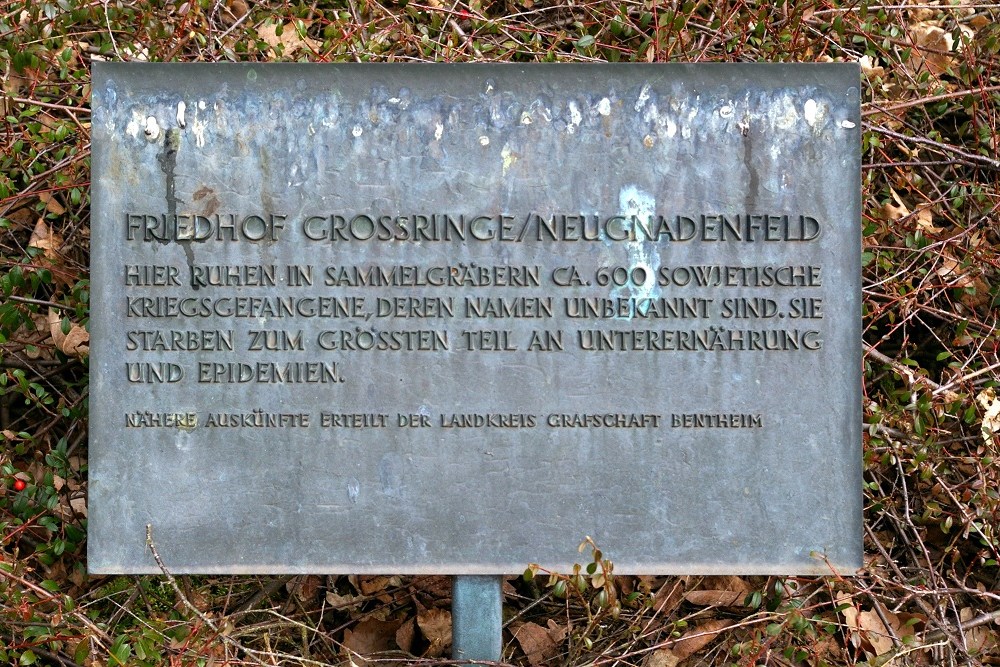 FRIEDHOF GROSSRINGE/NEUGNADENFELD
HIER RUHEN IN SAMMELGRÄBERN CA. 600 SOWJETISCHE
KRIEGSGEFANGENE, DEREN NAMEN UNBEKANNT SIND. SIE
STARBEN ZUM GRÖSSTEN TEIL AN UNTERERNÄHRUNG
UND EPIDEMIEN.
NÄHERE AUSKÜNFTE ERTEILT DER LANDKREIS GRAFSCHAFT BENTHEIM